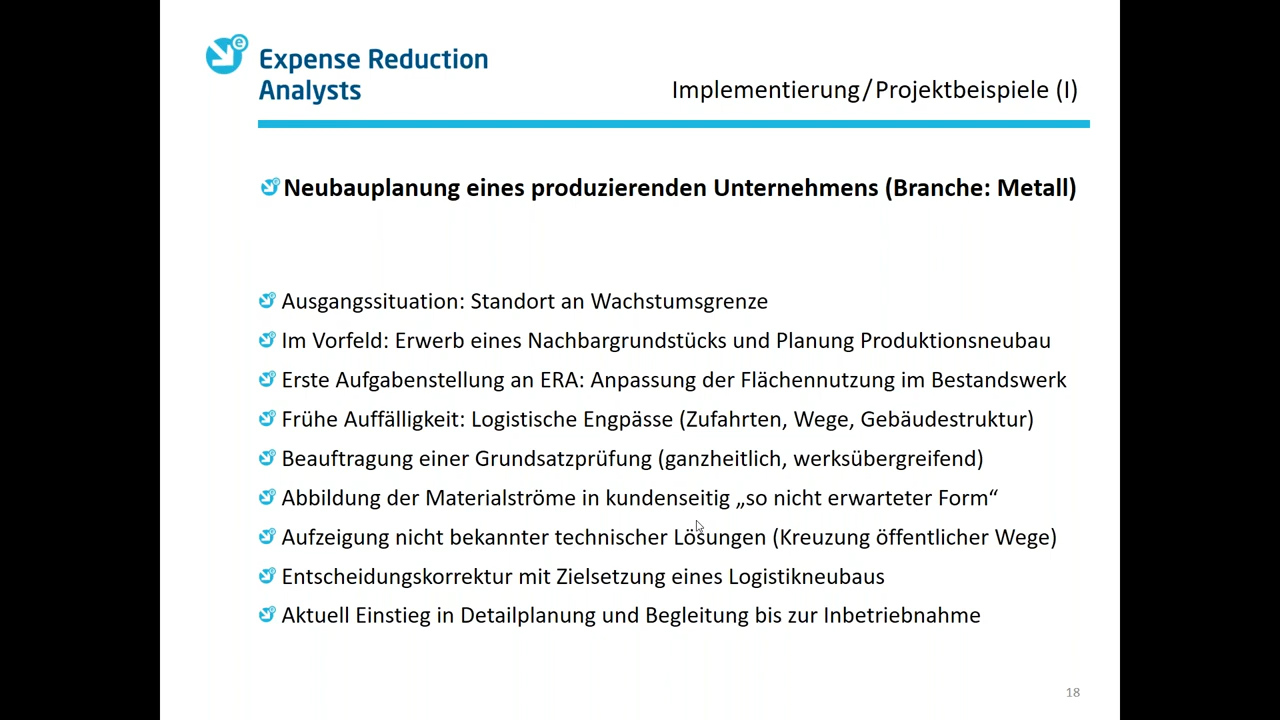 Expense Reduction
Analysts
Implementierung/Projektbeispiele (I)
Neubauplanung eines produzierenden Unternehmens (Branche: Metall)
Ausgangssituation: Standort an Wachstumsgrenze
Im Vorfeld: Erwerb eines Nachbargrundstücks und Planung Produktionsneubau
Erste Aufgabenstellung an ERA: Anpassung der Flächennutzung im Bestandswerk
Frühe Auffälligkeit: Logistische Engpässe (Zufahrten, Wege, Gebäudestruktur)
Beauftragung einer Grundsatzprüfung (ganzheitlich, werksübergreifend)
Abbildung der Materialströme in kundenseitig „so nicht erwarteter Form“
Aufzeigung nicht bekannter technischer Lösungen (Kreuzung öffentlicher Wege)
Entscheidungskorrektur mit Zielsetzung eines Logistikneubaus
Aktuell Einstieg in Detailplanung und Begleitung bis zur Inbetriebnahme
18